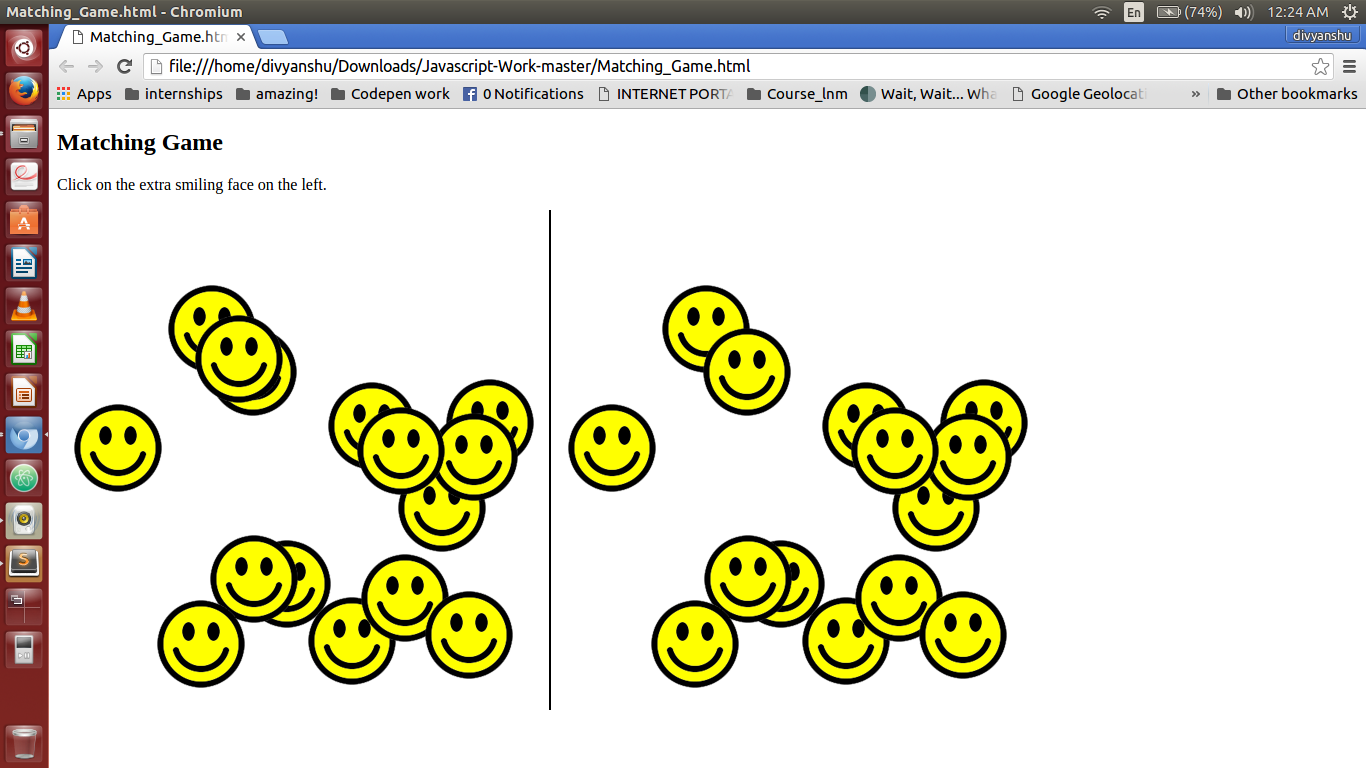 Matching_Game.html - Chromium
En (74%) 12:24 AM
Matching_Game.htm
divyanshu
file:///home/divyanshu/Downloads/Javascript-Work-master/Matching_Game.html
Apps internships amazing! Codepen work 0 Notifications INTERNET PORTA Course_lnm Wait, Wait... Wha Google Geolocati » Other bookmarks
Matching Game
Click on the extra smiling face on the left.